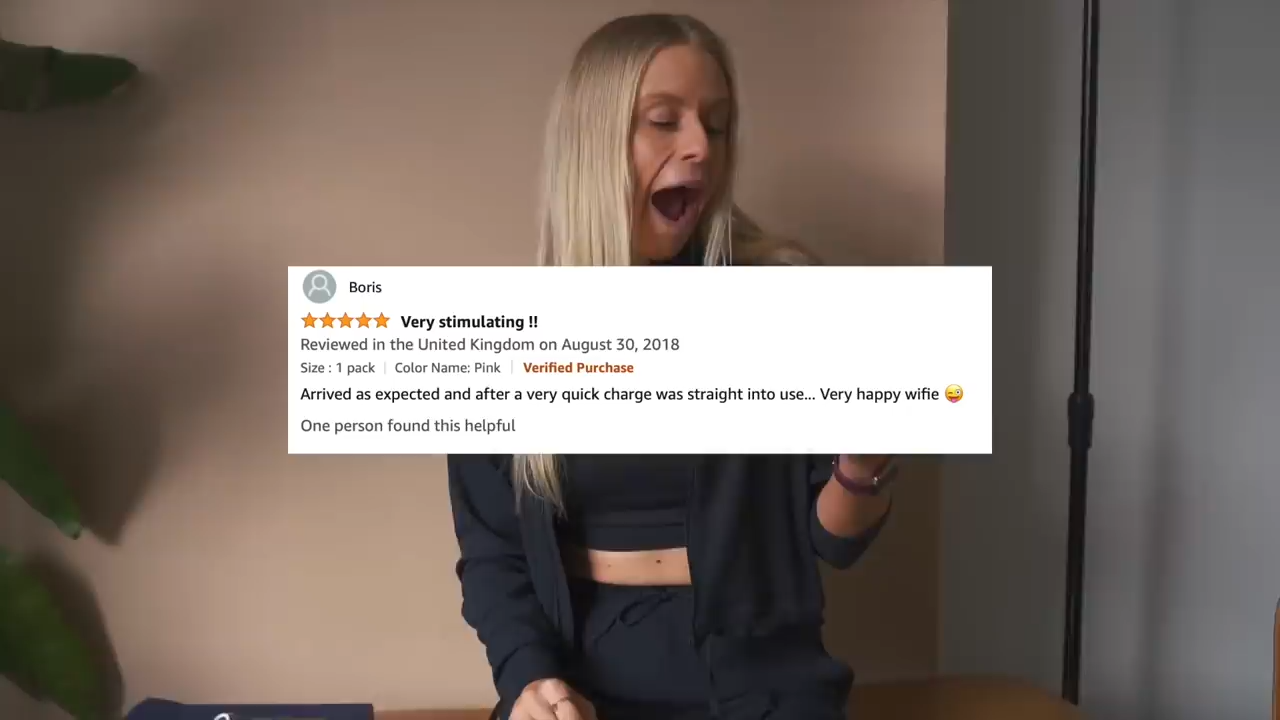 Boris
Very stimulating !!
Reviewed in the United Kingdom on August 30, 2018
Size : 1 pack | Color Name: Pink | Verified Purchase
Arrived as expected and after a very quick charge was straight into use... Very happy wifie 😜
One person found this helpful